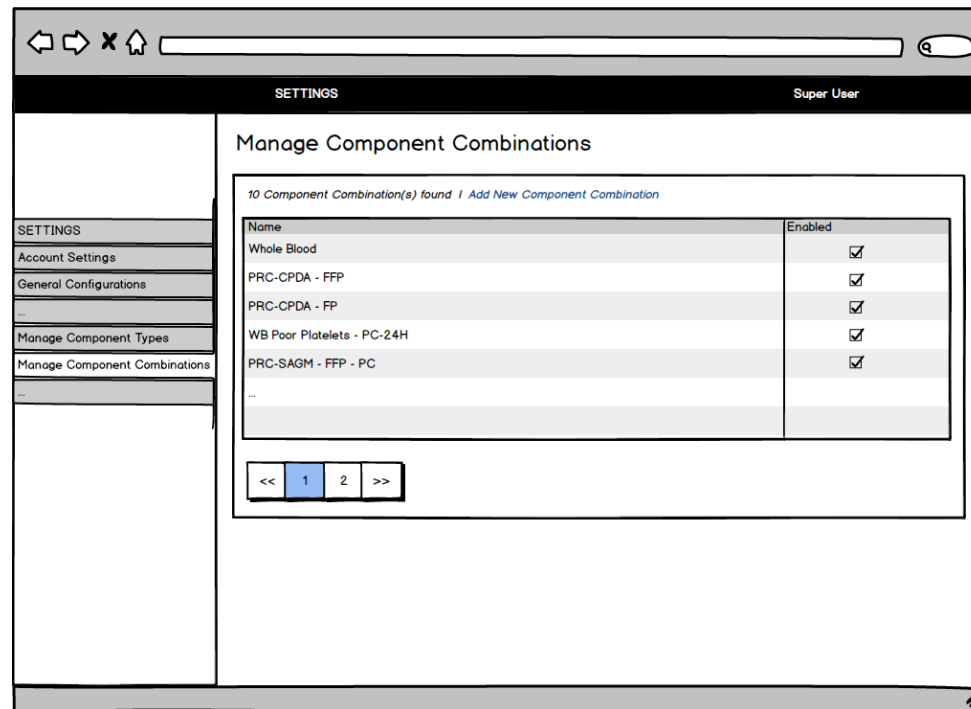 SETTINGS Super User
Manage Component Combinations
10 Component Combination(s) found | Add New Component Combination
Name Enabled
Whole Blood
PRC-CPDA - FFP
PRC-CPDA - FP
WB Poor Platelets - PC-24H
PRC-SAGM - FFP - PC
...
<< 1 2 >>
SETTINGS
Account Settings
General Configurations
...
Manage Component Types
Manage Component Combinations
...